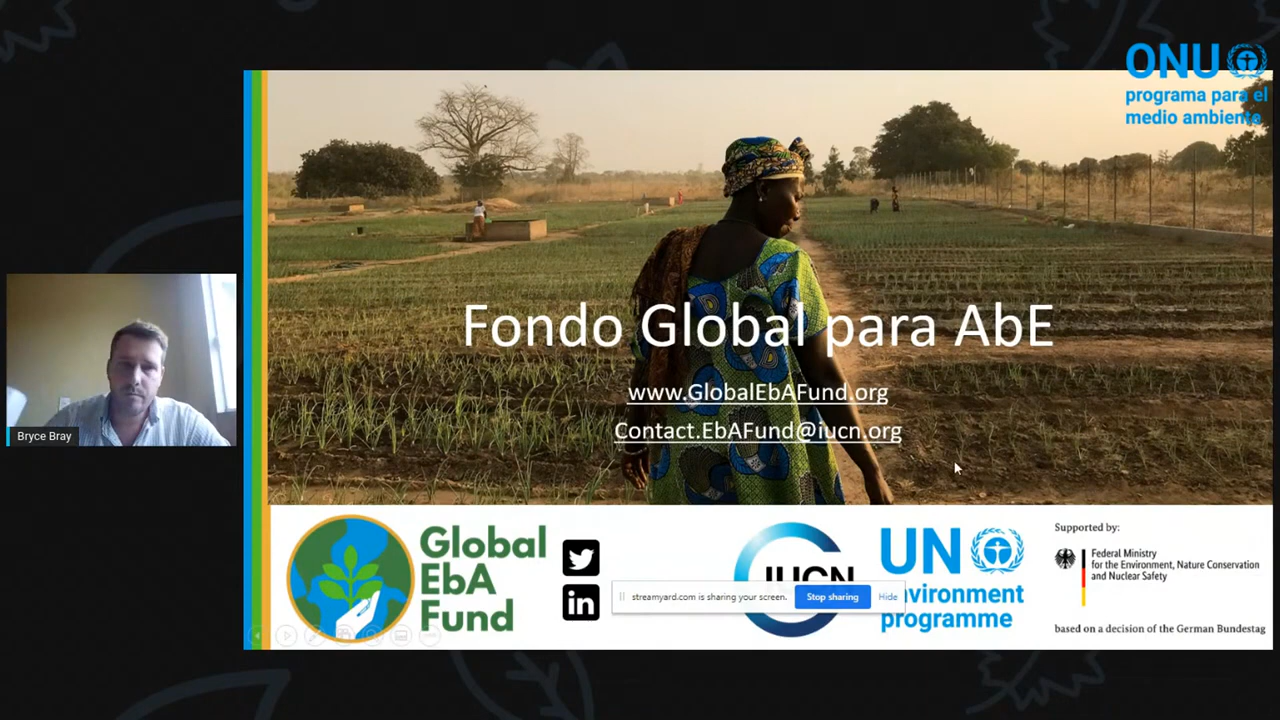 ONU
programa para el
medio ambiente
Fondo Global para AbE
www.GlobalEbAFund.org
Contact.EbAFund@iucn.org
Bryce Bray
Global
EbA
Fund
in
IUCN
streamyard.com is sharing your screen.
Stop sharing
Hide
UN
environment
programme
Supported by:
Federal Ministry
for the Environment, Nature Conservation
and Nuclear Safety
based on a decision of the German Bundestag